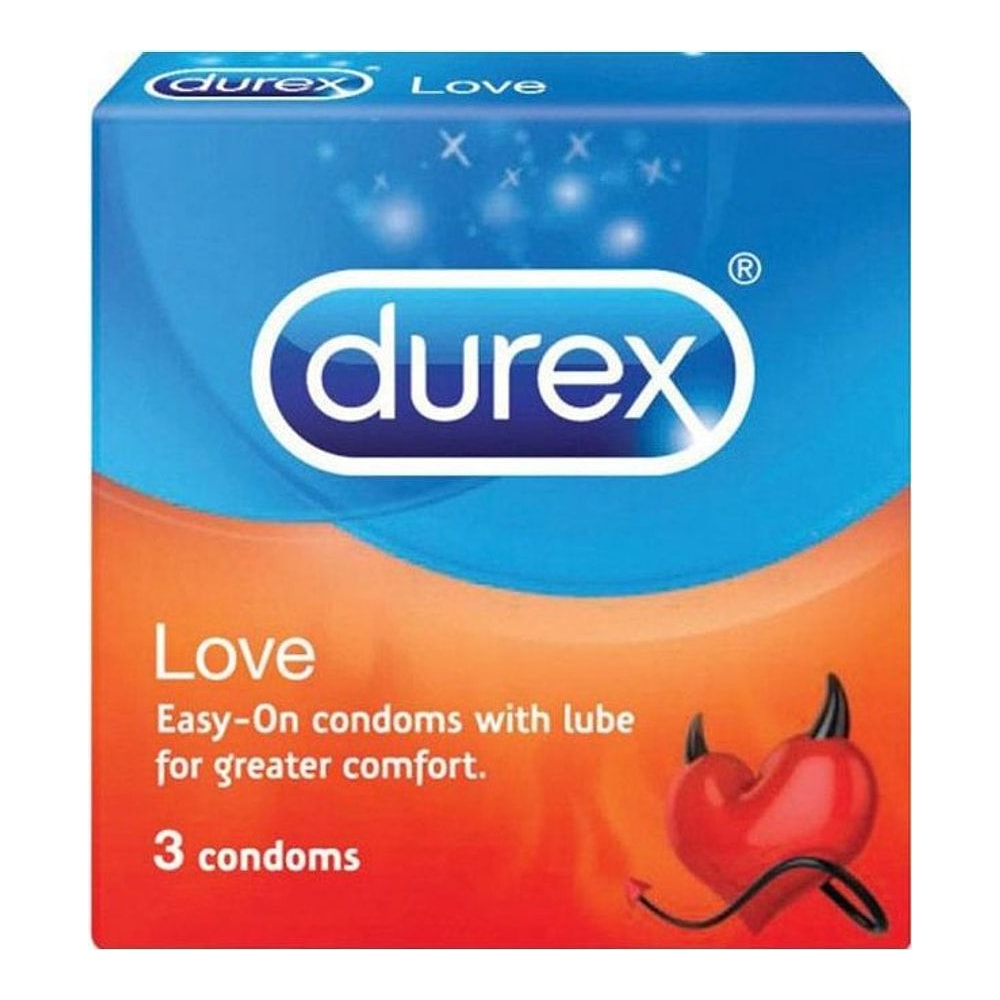 durex Love
durex ®
Love
Easy-On condoms with lube
for greater comfort.
3 condoms